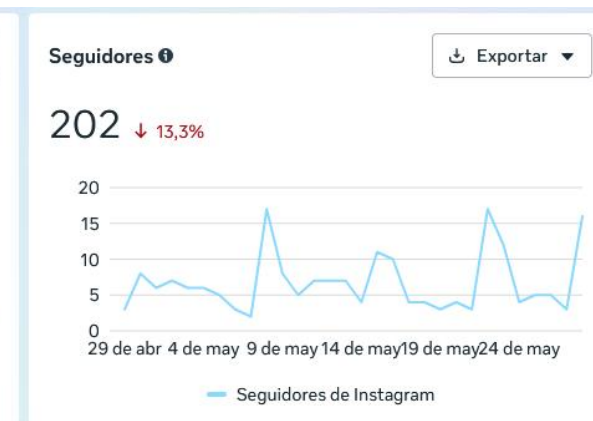 Seguidores
Exportar
202 ↓ 13,3%
20
15
10
5
0
29 de abr 4 de may 9 de may 14 de may 19 de may 24 de may
Seguidores de Instagram